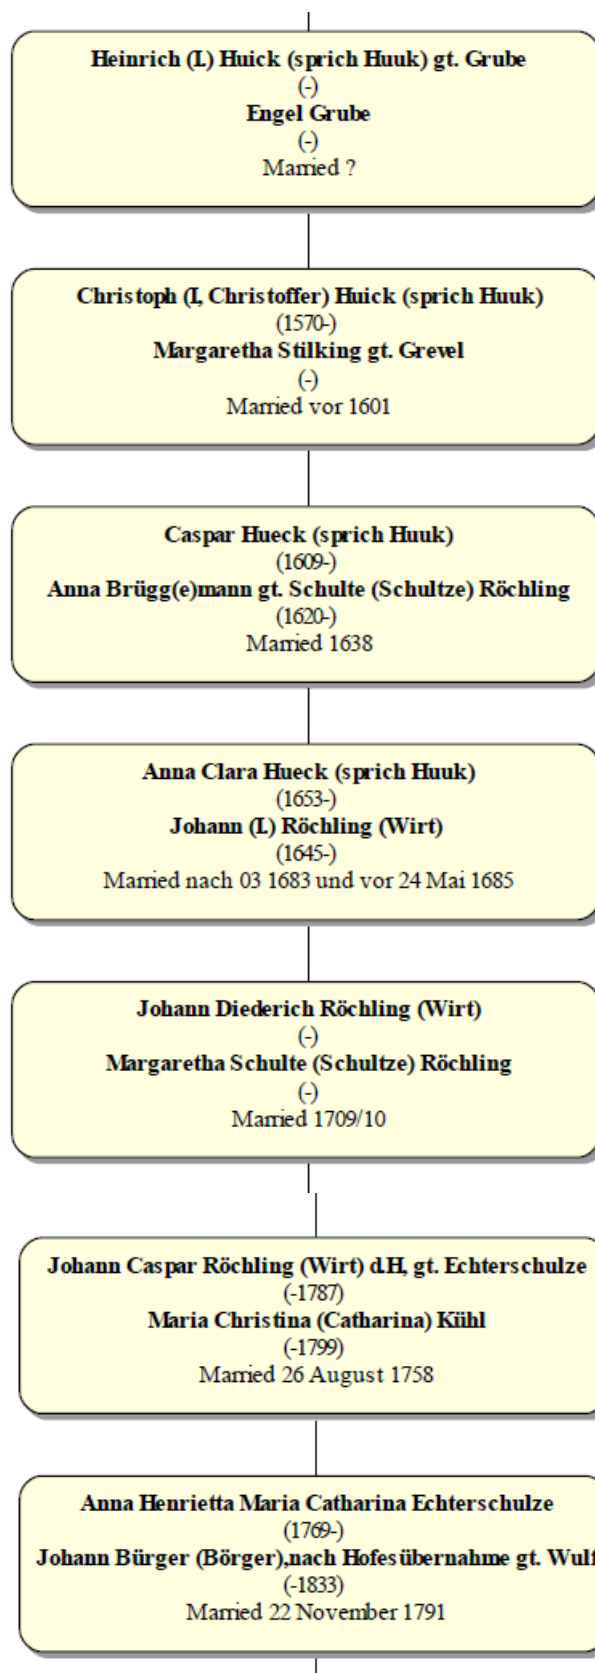 Heinrich (I.) Huick (sprich Huuk) gt. Grube
(-)
Engel Grube
(-)
Married ?
Christoph (I, Christoffer) Huick (sprich Huuk)
(1570-)
Margaretha Stilking gt. Grevel
(-)
Married vor 1601
Caspar Hueck (sprich Huuk)
(1609-)
Anna Brügg(e)mann gt. Schulte (Schultze) Röchling
(1620-)
Married 1638
Anna Clara Hueck (sprich Huuk)
(1653-)
Johann (I.) Röchling (Wirt)
(1645-)
Married nach 03 1683 und vor 24 Mai 1685
Johann Diederich Röchling (Wirt)
(-)
Margaretha Schulte (Schultze) Röchling
(-)
Married 1709/10
Johann Caspar Röchling (Wirt) d.H, gt. Echterschulze
(-1787)
Maria Christina (Catharina) Kühl
(-1799)
Married 26 August 1758
Anna Henrietta Maria Catharina Echterschulze
(1769-)
Johann Bürger (Börger),nach Hofesübernahme gt. Wulf
(-1833)
Married 22 November 1791